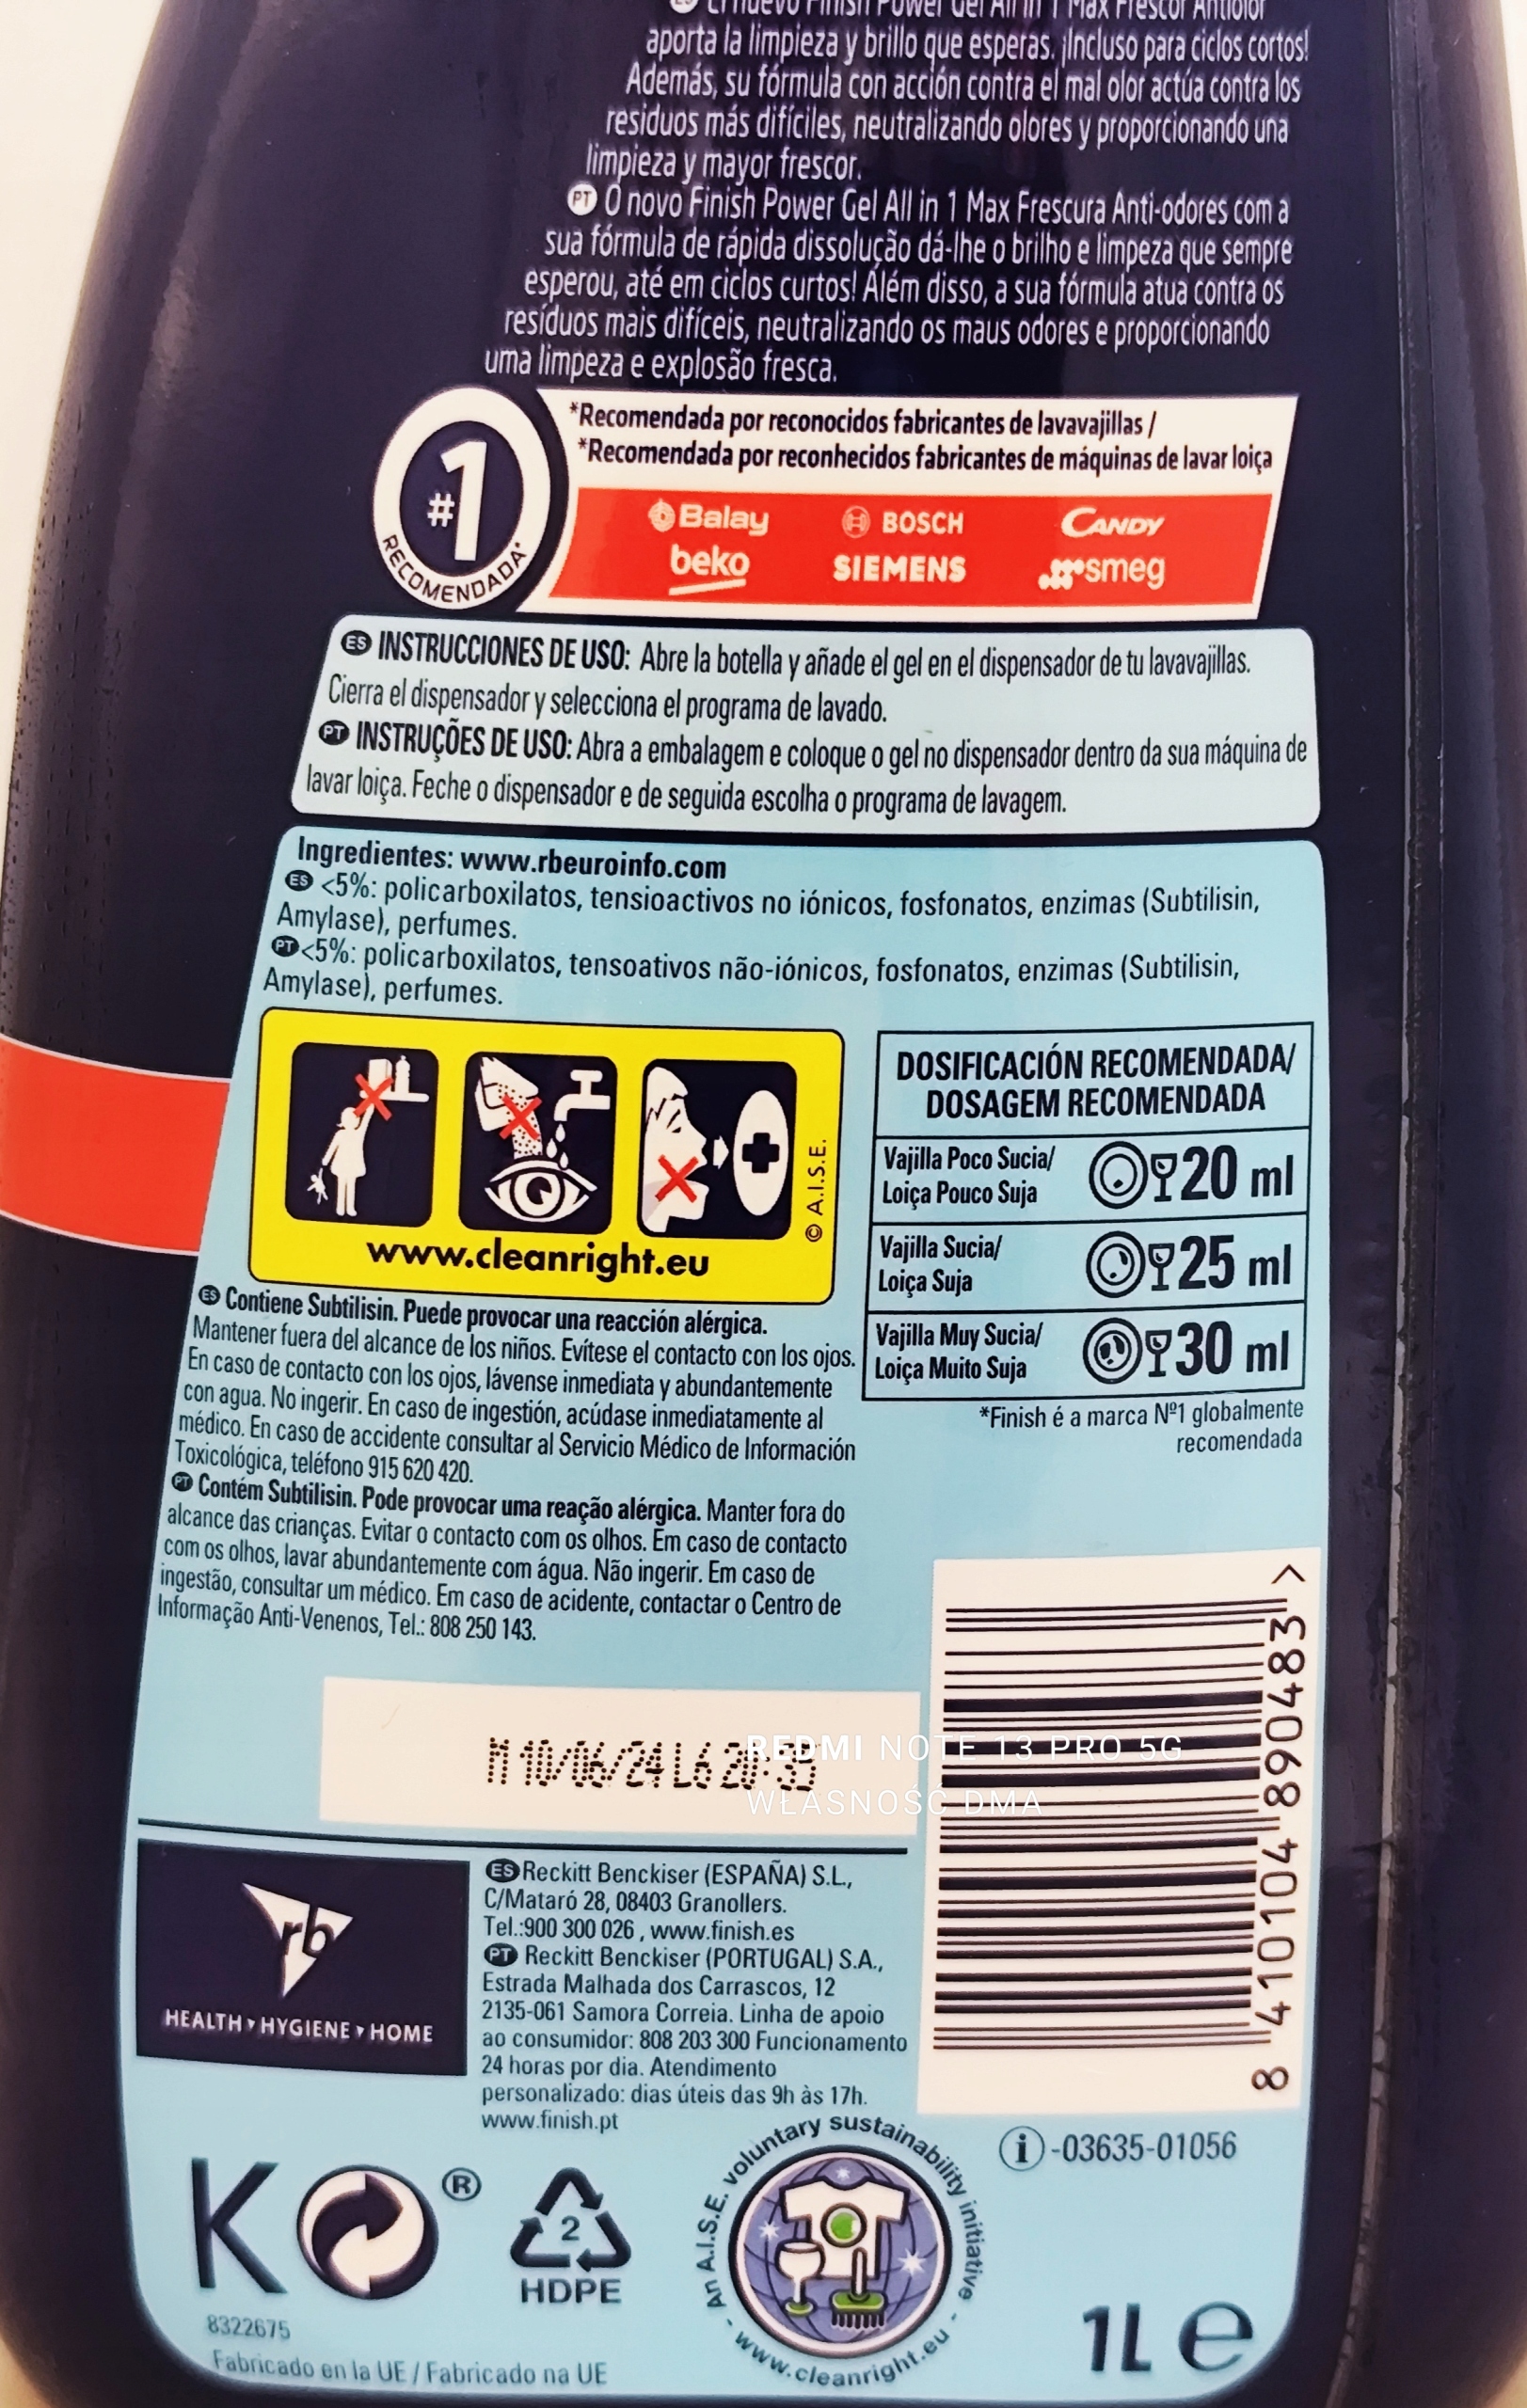 ES El nuevo Finish Power Gel All in 1 Max Frescor Antiolor
aporta la limpieza y brillo que esperas. ¡Incluso para ciclos cortos!
Además, su fórmula con acción contra el mal olor actúa contra los
residuos más difíciles, neutralizando olores y proporcionando una
limpieza y mayor frescor.
PT O novo Finish Power Gel All in 1 Max Frescura Anti-odores com a
sua fórmula de rápida dissolução dá-lhe o brilho e limpeza que sempre
esperou, até em ciclos curtos! Além disso, a sua fórmula atua contra os
resíduos mais difíceis, neutralizando os maus odores e proporcionando
uma limpeza e explosão fresca.
#1
RECOMENDADA*
*Recomendada por reconocidos fabricantes de lavavajillas /
*Recomendada por reconhecidos fabricantes de máquinas de lavar loiça
Balay BOSCH CANDY
beko SIEMENS smeg
ES INSTRUCCIONES DE USO: Abre la botella y añade el gel en el dispensador de tu lavavajillas.
Cierra el dispensador y selecciona el programa de lavado.
PT INSTRUÇÕES DE USO: Abra a embalagem e coloque o gel no dispensador dentro da sua máquina de
lavar loiça. Feche o dispensador e de seguida escolha o programa de lavagem.
Ingredientes: www.rbeuroinfo.com
ES <5%: policarboxilatos, tensioactivos no iónicos, fosfonatos, enzimas (Subtilisin,
Amylase), perfumes.
PT <5%: policarboxilatos, tensoativos não-iónicos, fosfonatos, enzimas (Subtilisin,
Amylase), perfumes.
© A.I.S.E.
www.cleanright.eu
DOSIFICACIÓN RECOMENDADA/
DOSAGEM RECOMENDADA
Vajilla Poco Sucia/
Loiça Pouco Suja
20 ml
Vajilla Sucia/
Loiça Suja
25 ml
Vajilla Muy Sucia/
Loiça Muito Suja
30 ml
*Finish é a marca Nº1 globalmente
recomendada
ES Contiene Subtilisin. Puede provocar una reacción alérgica.
Mantener fuera del alcance de los niños. Evítese el contacto con los ojos.
En caso de contacto con los ojos, lávense inmediata y abundantemente
con agua. No ingerir. En caso de ingestión, acúdase inmediatamente al
médico. En caso de accidente consultar al Servicio Médico de Información
Toxicológica, teléfono 915 620 420.
PT Contém Subtilisin. Pode provocar uma reação alérgica. Manter fora do
alcance das crianças. Evitar o contacto com os olhos. Em caso de contacto
com os olhos, lavar abundantemente com água. Não ingerir. Em caso de
ingestão, consultar um médico. Em caso de acidente, contactar o Centro de
Informação Anti-Venenos, Tel.: 808 250 143.
M 10/06/24 L6 20:35
REDMI NOTE 13 PRO 5G
WŁASNOŚĆ DMA
8 410104 890483 >
rb
HEALTH HYGIENE HOME
ES Reckitt Benckiser (ESPAÑA) S.L.,
C/Mataró 28, 08403 Granollers.
Tel.:900 300 026 , www.finish.es
PT Reckitt Benckiser (PORTUGAL) S.A.,
Estrada Malhada dos Carrascos, 12
2135-061 Samora Correia. Linha de apoio
ao consumidor: 808 203 300 Funcionamento
24 horas por dia. Atendimento
personalizado: dias úteis das 9h às 17h.
www.finish.pt
i -03635-01056
K ®
2
HDPE
An A.I.S.E. voluntary sustainability initiative -
- www.cleanright.eu -
1L e
8322675
Fabricado en la UE / Fabricado na UE